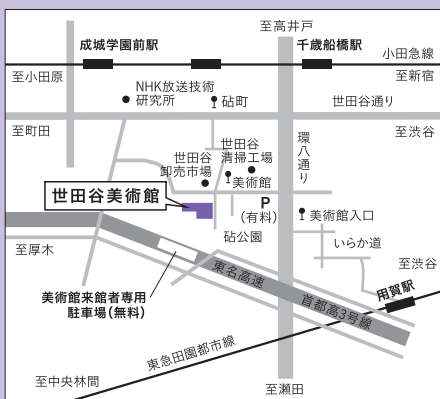 至高井戸
成城学園前駅
千歳船橋駅
小田急線
至小田原
至新宿
NHK放送技術
研究所
砧町
世田谷通り
至町田
至渋谷
世田谷
清掃工場
世田谷
卸売市場
環八通り
美術館
世田谷美術館
P
(有料)
美術館入口
砧公園
いらか道
至厚木
至渋谷
東名高速
用賀駅
美術館来館者専用
駐車場(無料)
首都高3号線
東急田園都市線
至中央林間
至瀬田